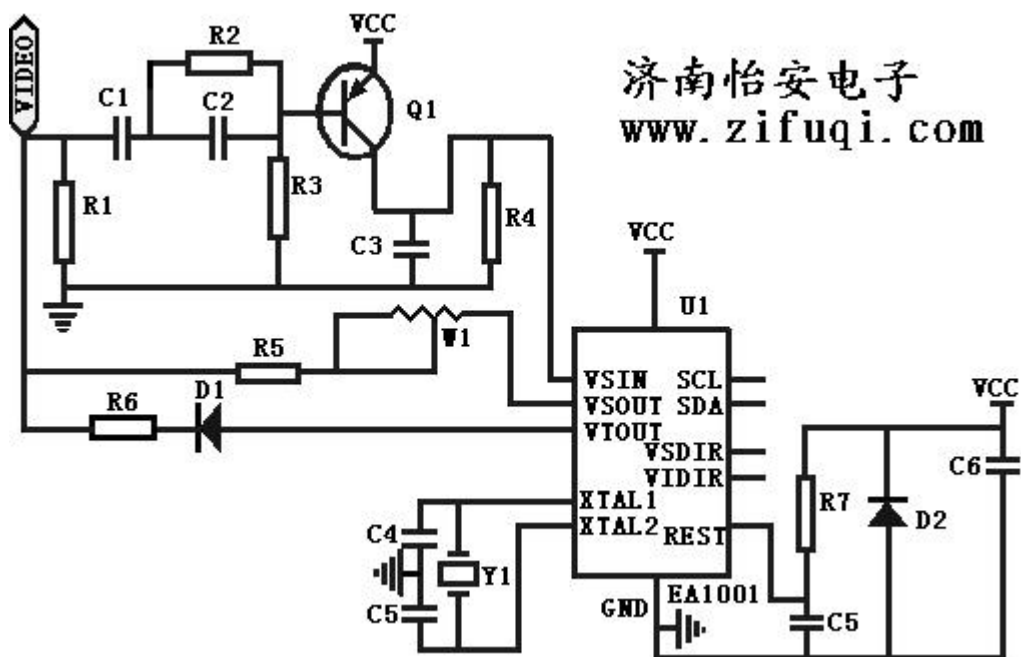 VCC
R2
VIDEO
C1
C2
Q1
济南怡安电子
www.zifuqi.com
R1
R3
C3
R4
VCC
U1
W1
R5
D1
R6
VSIN
SCL
VSOUT
SDA
VTOUT
VSDIR
VIDIR
XTAL1
XTAL2
REST
C4
Y1
C5
GND
EA1001
VCC
C6
R7
D2
C5